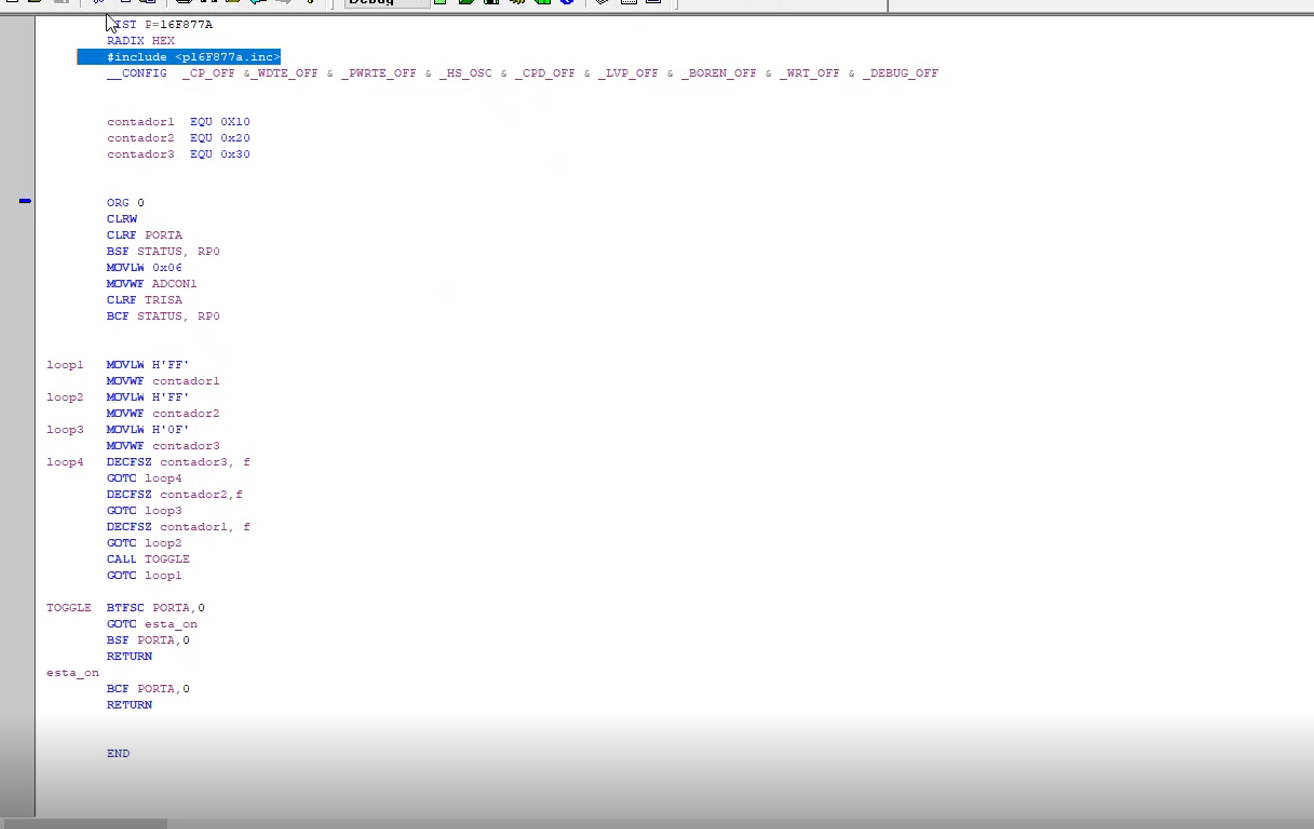 Debug
LIST P=16F877A
RADIX HEX
#include <p16F877a.inc>
__CONFIG _CP_OFF &_WDTE_OFF & _PWRTE_OFF & _HS_OSC & _CPD_OFF & _LVP_OFF & _BOREN_OFF & _WRT_OFF & _DEBUG_OFF
contador1 EQU 0X10
contador2 EQU 0x20
contador3 EQU 0x30
ORG 0
CLRW
CLRF PORTA
BSF STATUS, RP0
MOVLW 0x06
MOVWF ADCON1
CLRF TRISA
BCF STATUS, RP0
loop1 MOVLW H'FF'
MOVWF contador1
loop2 MOVLW H'FF'
MOVWF contador2
loop3 MOVLW H'0F'
MOVWF contador3
loop4 DECFSZ contador3, f
GOTO loop4
DECFSZ contador2,f
GOTO loop3
DECFSZ contador1, f
GOTO loop2
CALL TOGGLE
GOTO loop1
TOGGLE BTFSC PORTA,0
GOTO esta_on
BSF PORTA,0
RETURN
esta_on
BCF PORTA,0
RETURN
END